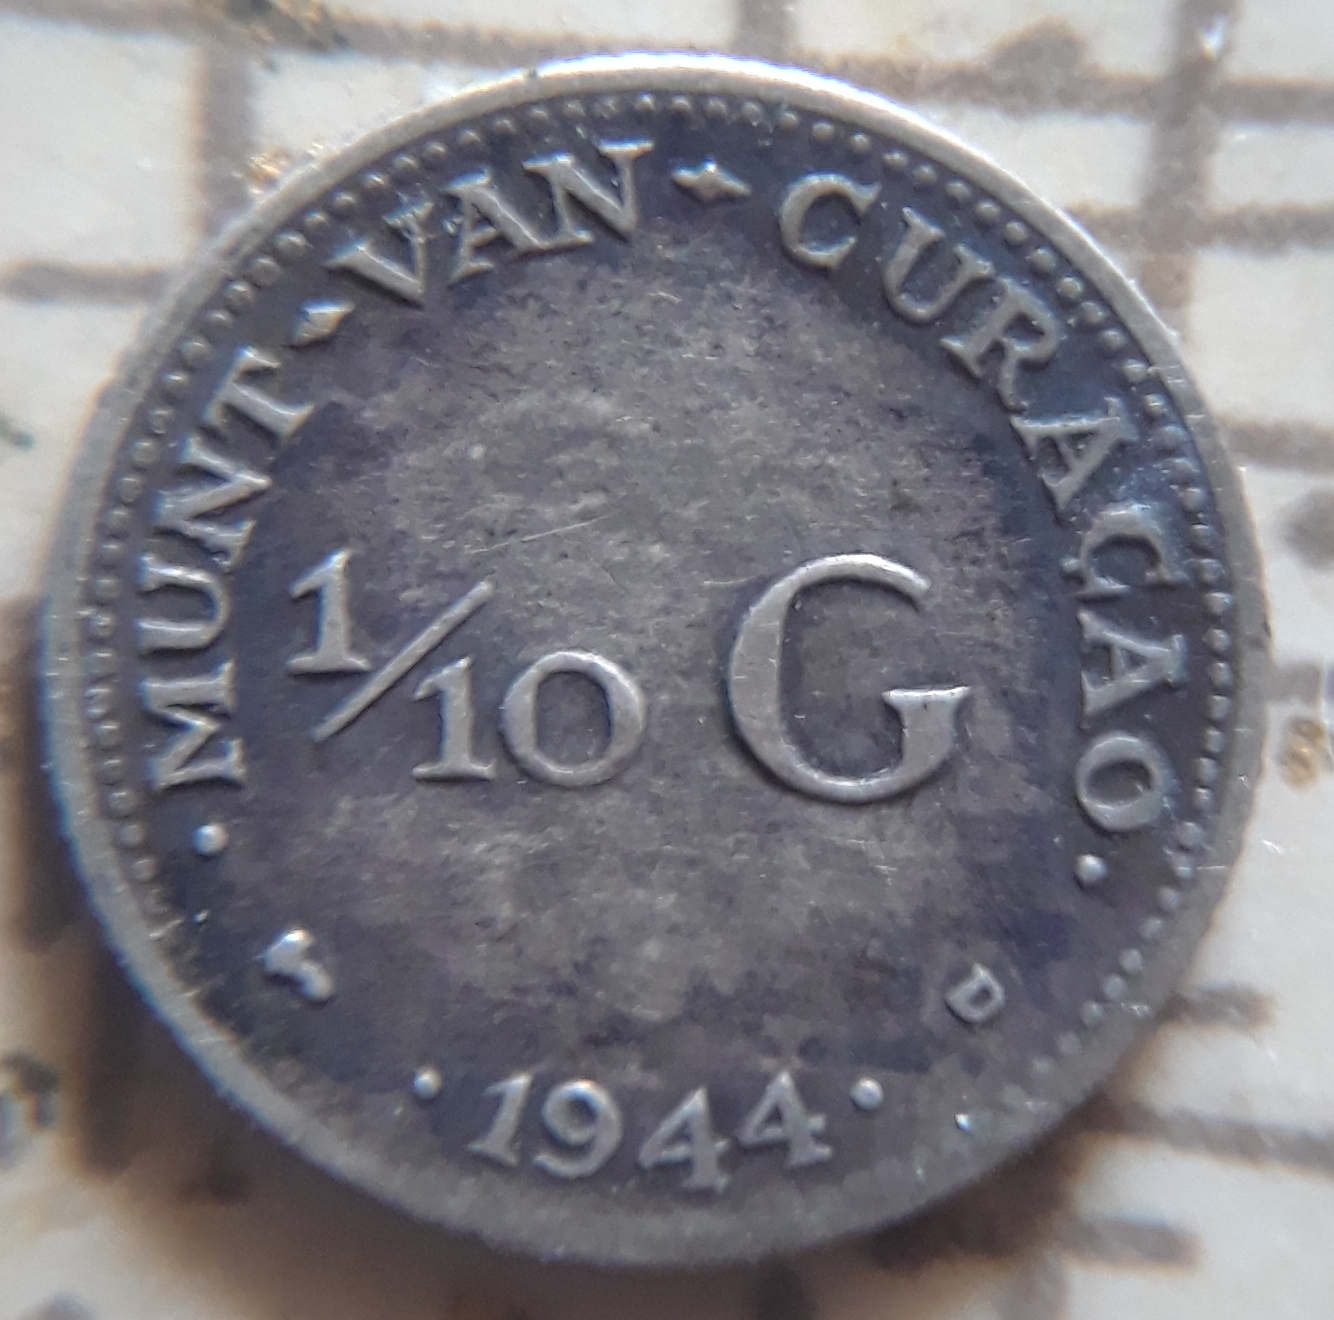 · MUNT ✦ VAN ✦ CURAÇAO ·
1/10 G
D
· 1944 ·